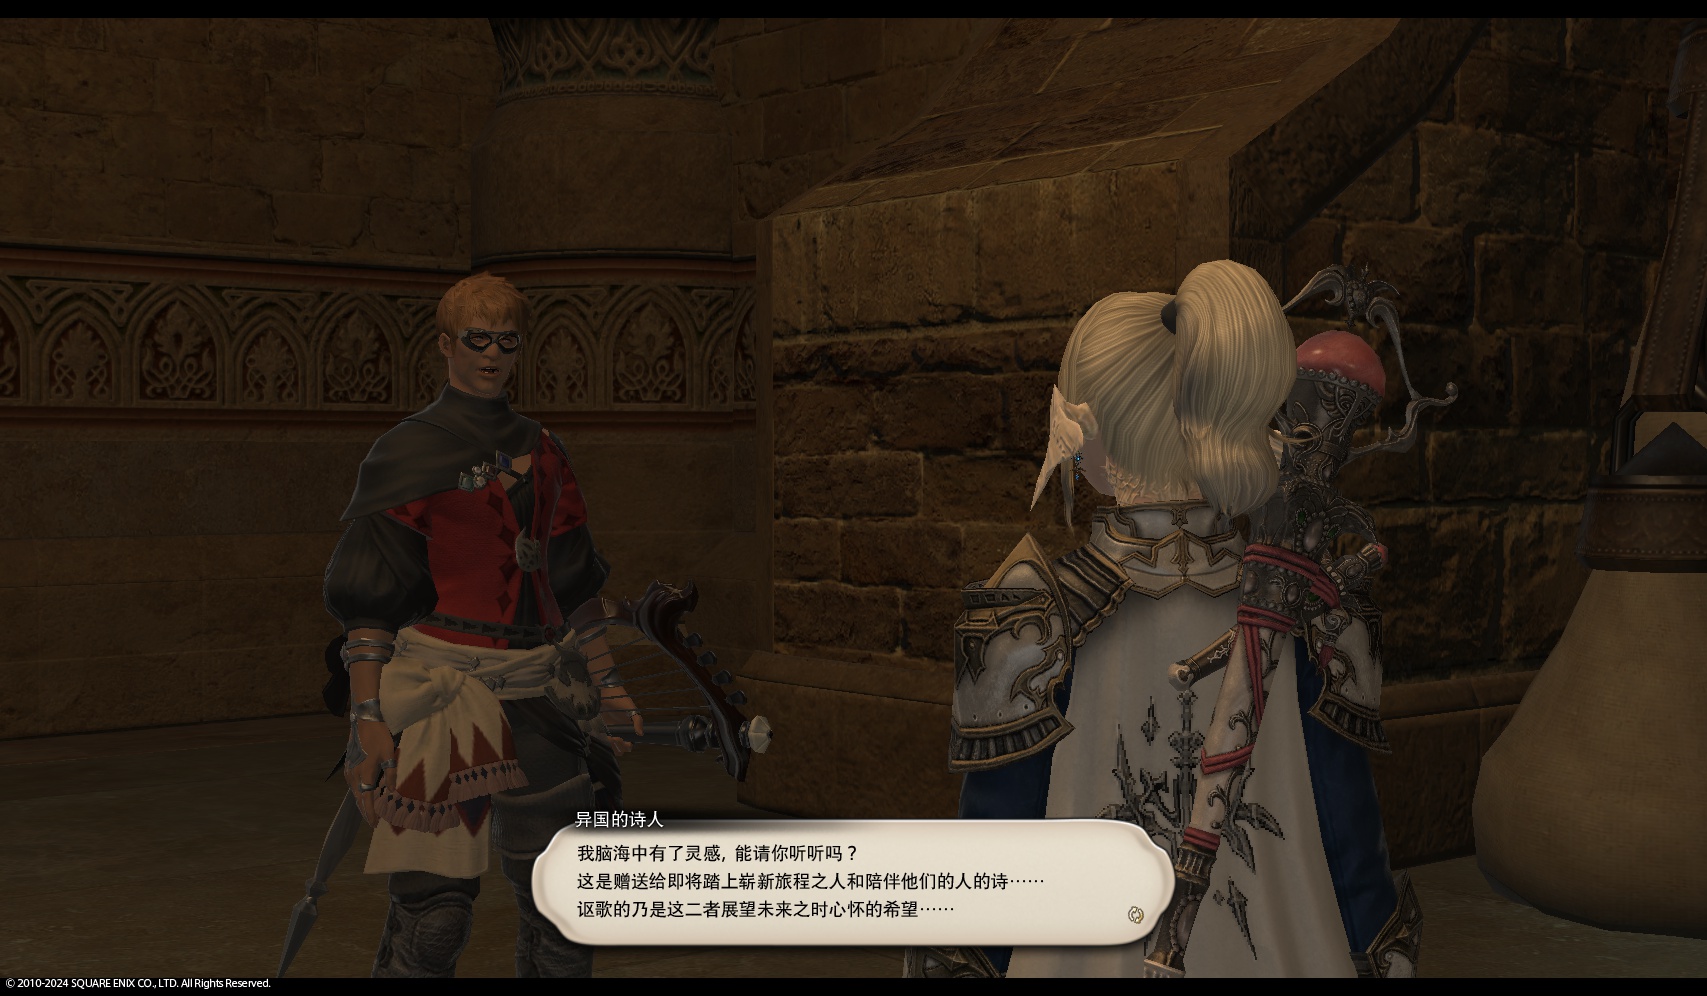 异国的诗人
我脑海中有了灵感，能请你听听吗？
这是赠送给即将踏上崭新旅程之人和陪伴他们的人的诗……
讴歌的乃是这二者展望未来之时心怀的希望……
© 2010-2024 SQUARE ENIX CO., LTD. All Rights Reserved.